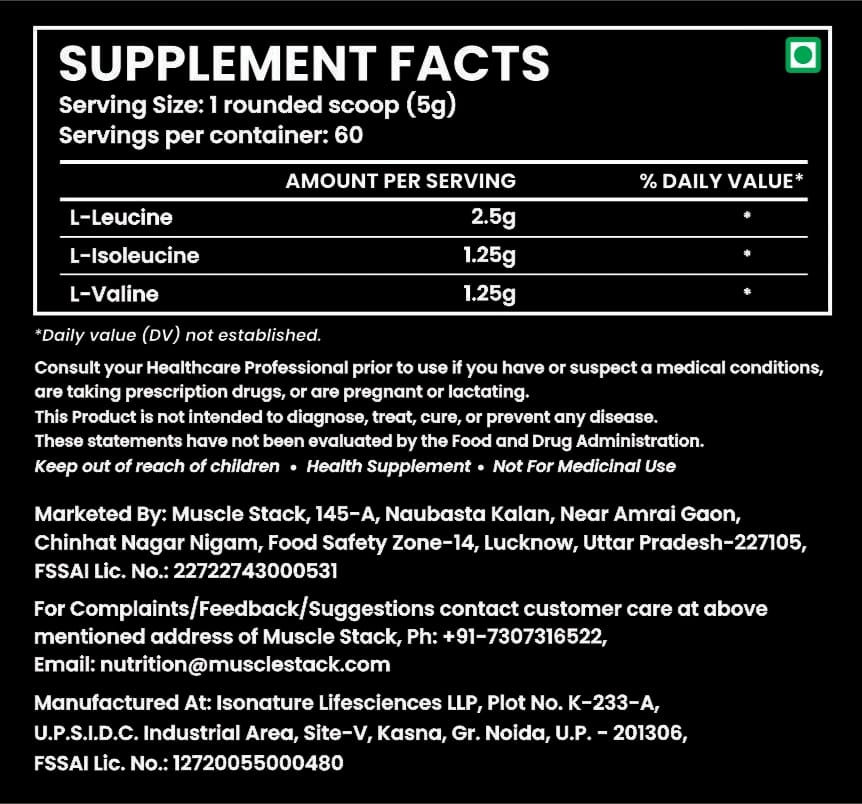 SUPPLEMENT FACTS
Serving Size: 1 rounded scoop (5g)
Servings per container: 60
AMOUNT PER SERVING % DAILY VALUE*
L-Leucine 2.5g *
L-Isoleucine 1.25g *
L-Valine 1.25g *
*Daily value (DV) not established.
Consult your Healthcare Professional prior to use if you have or suspect a medical conditions,
are taking prescription drugs, or are pregnant or lactating.
This Product is not intended to diagnose, treat, cure, or prevent any disease.
These statements have not been evaluated by the Food and Drug Administration.
Keep out of reach of children • Health Supplement • Not For Medicinal Use
Marketed By: Muscle Stack, 145-A, Naubasta Kalan, Near Amrai Gaon,
Chinhat Nagar Nigam, Food Safety Zone-14, Lucknow, Uttar Pradesh-227105,
FSSAI Lic. No.: 22722743000531
For Complaints/Feedback/Suggestions contact customer care at above
mentioned address of Muscle Stack, Ph: +91-7307316522,
Email: nutrition@musclestack.com
Manufactured At: Isonature Lifesciences LLP, Plot No. K-233-A,
U.P.S.I.D.C. Industrial Area, Site-V, Kasna, Gr. Noida, U.P. - 201306,
FSSAI Lic. No.: 12720055000480